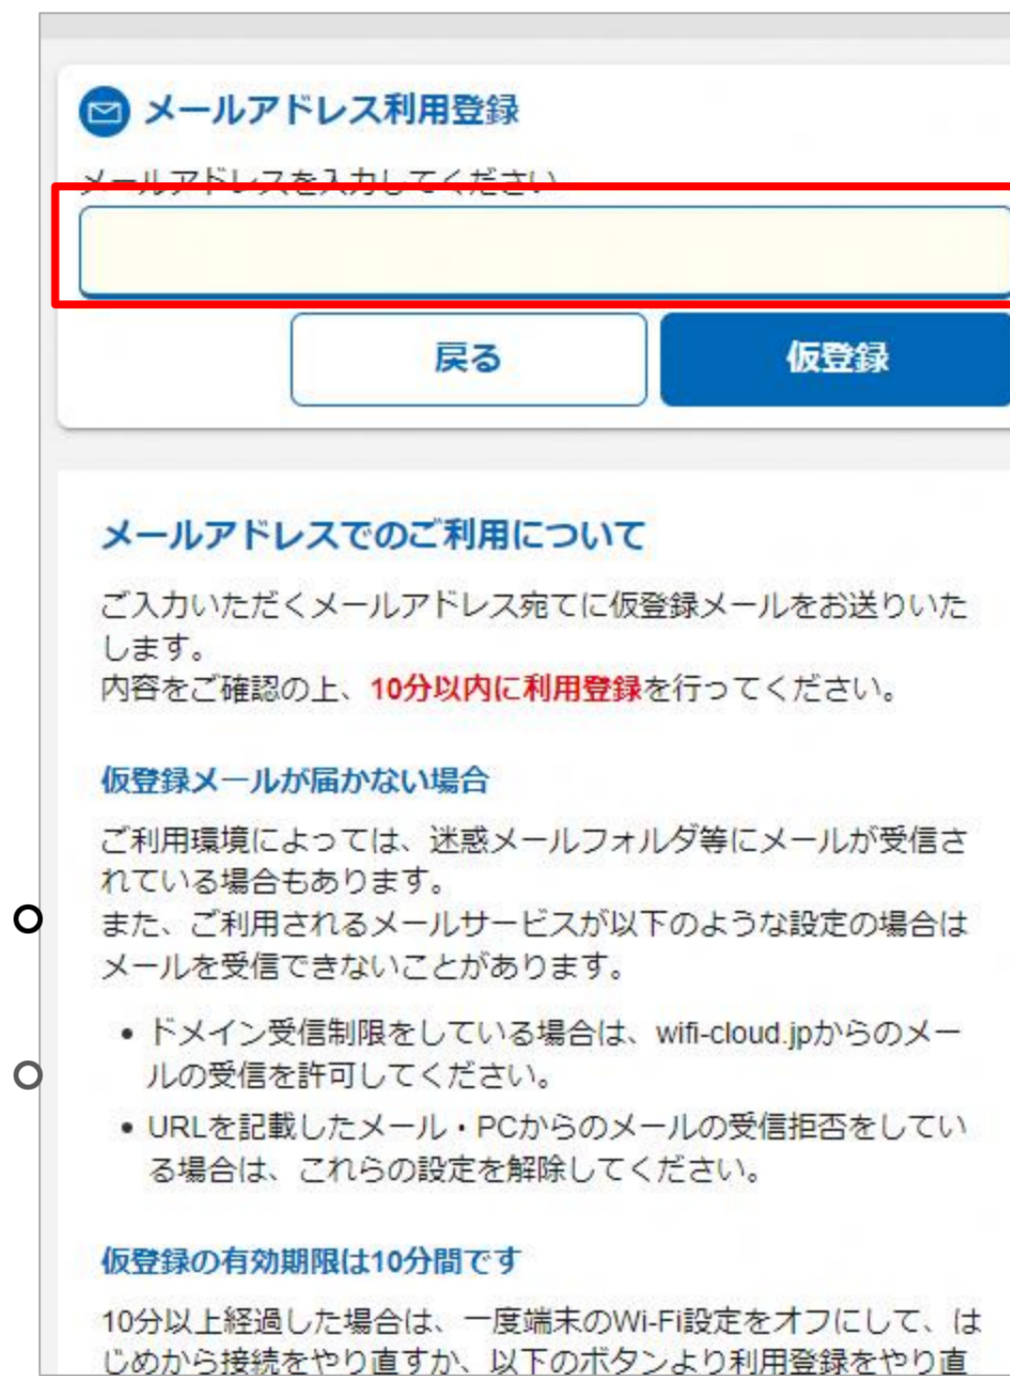 メールアドレス利用登録
メールアドレスを入力してください
戻る
仮登録
メールアドレスでのご利用について
ご入力いただくメールアドレス宛てに仮登録メールをお送りいた
します。
内容をご確認の上、10分以内に利用登録を行ってください。
仮登録メールが届かない場合
ご利用環境によっては、迷惑メールフォルダ等にメールが受信さ
れている場合もあります。
また、ご利用されるメールサービスが以下のような設定の場合は
メールを受信できないことがあります。
• ドメイン受信制限をしている場合は、wifi-cloud.jpからのメー
ルの受信を許可してください。
• URLを記載したメール・PCからのメールの受信拒否をしてい
る場合は、これらの設定を解除してください。
仮登録の有効期限は10分間です
10分以上経過した場合は、一度端末のWi-Fi設定をオフにして、は
じめから接続をやり直すか、以下のボタンより利用登録をやり直